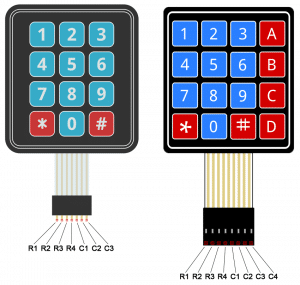 1 2 3
4 5 6
7 8 9
* 0 #
R1 R2 R3 R4 C1 C2 C3
1 2 3 A
4 5 6 B
7 8 9 C
* 0 # D
R1 R2 R3 R4 C1 C2 C3 C4